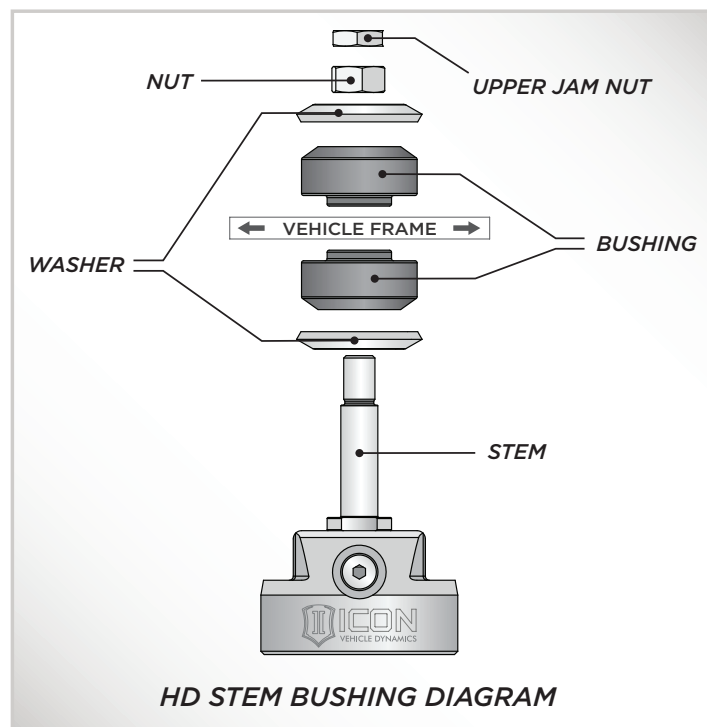 NUT
UPPER JAM NUT
VEHICLE FRAME
BUSHING
WASHER
STEM
ICON
VEHICLE DYNAMICS
HD STEM BUSHING DIAGRAM